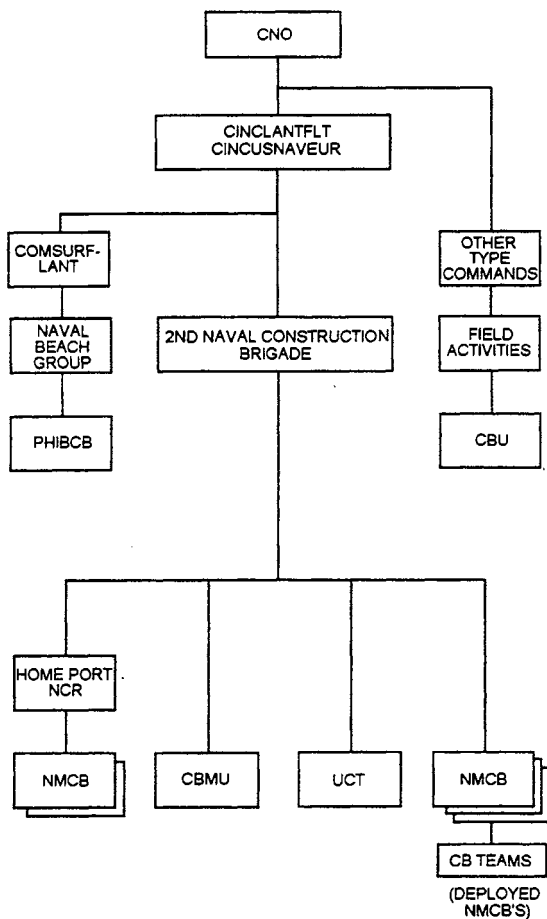 CNO
CINCLANTFLT
CINCUSNAVEUR
COMSURF-
LANT
OTHER
TYPE
COMMANDS
NAVAL
BEACH
GROUP
2ND NAVAL CONSTRUCTION
BRIGADE
FIELD
ACTIVITIES
PHIBCB
CBU
HOME PORT
NCR
NMCB
CBMU
UCT
NMCB
CB TEAMS
(DEPLOYED
NMCB'S)